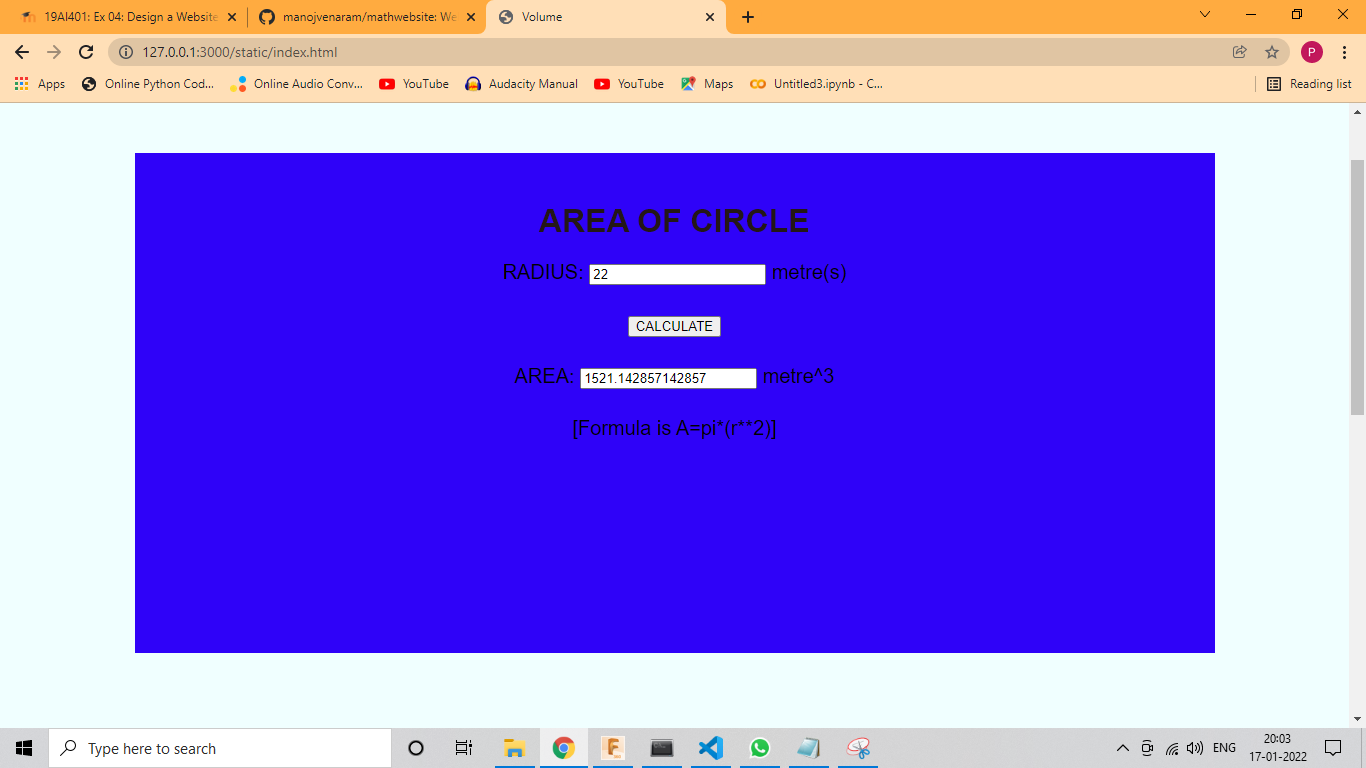 19AI401: Ex 04: Design a Website
manojvenaram/mathwebsite: We
Volume
127.0.0.1:3000/static/index.html
P
Apps
Online Python Cod...
Online Audio Conv...
YouTube
Audacity Manual
YouTube
Maps
Untitled3.ipynb - C...
Reading list
AREA OF CIRCLE
RADIUS: 22 metre(s)
CALCULATE
AREA: 1521.142857142857 metre^3
[Formula is A=pi*(r**2)]
Type here to search
ENG
20:03
17-01-2022